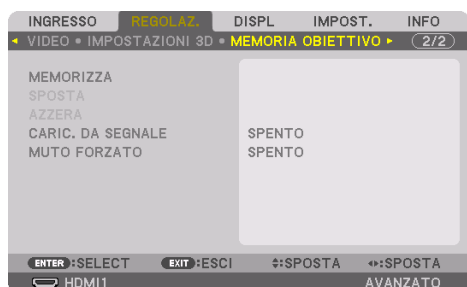 INGRESSO REGOLAZ. DISPL IMPOST. INFO
◂ VIDEO • IMPOSTAZIONI 3D • MEMORIA OBIETTIVO ▸ 2/2
MEMORIZZA
SPOSTA
AZZERA
CARIC. DA SEGNALE SPENTO
MUTO FORZATO SPENTO
ENTER :SELECT EXIT :ESCI :SPOSTA :SPOSTA
HDMI1 AVANZATO